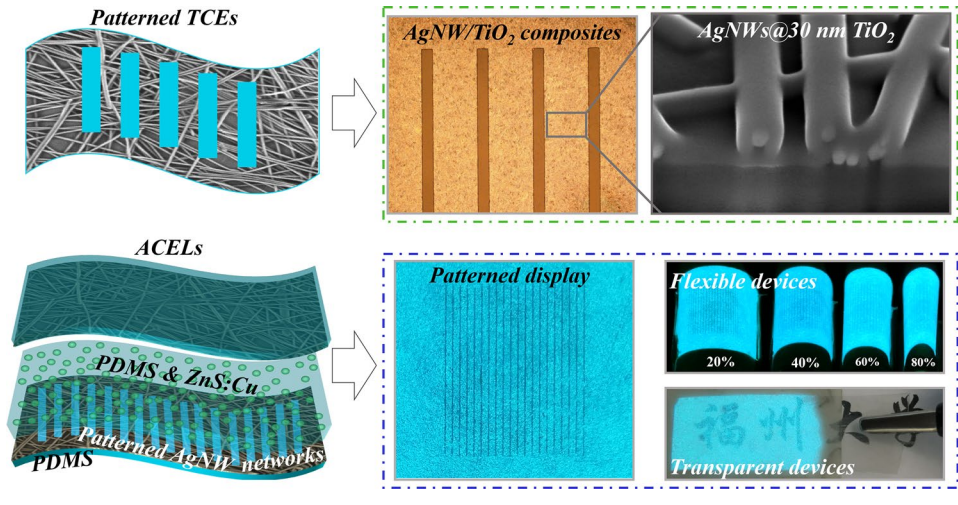 Patterned TCEs
AgNW/TiO₂ composites
AgNWs@30 nm TiO₂
ACELs
PDMS & ZnS:Cu
Patterned AgNW networks
PDMS
Patterned display
Flexible devices
20%
40%
60%
80%
福州
Transparent devices